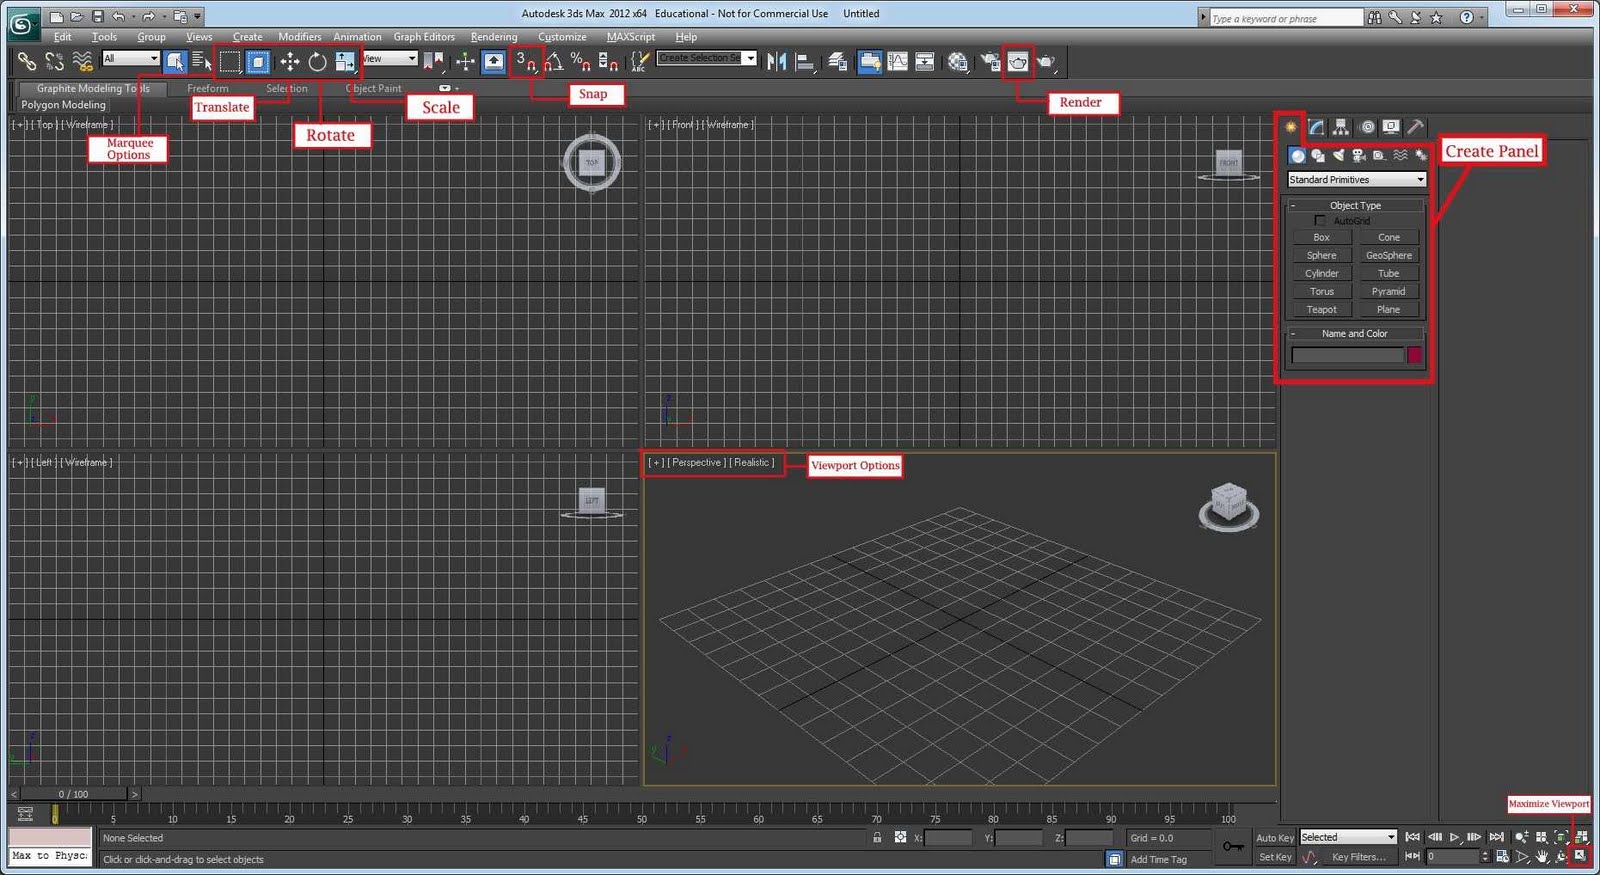 Autodesk 3ds Max 2012 x64 Educational - Not for Commercial Use Untitled
Type a keyword or phrase
Edit Tools Group Views Create Modifiers Animation Graph Editors Rendering Customize MAXScript Help
All
View
3
%
ABC
Create Selection Se
Graphite Modeling Tools Freeform Selection Object Paint
Polygon Modeling
Marquee
Options
Translate
Rotate
Scale
Snap
Render
Create Panel
[ + ] [ Top ] [ Wireframe ]
TOP
[ + ] [ Front ] [ Wireframe ]
FRONT
Standard Primitives
- Object Type
AutoGrid
Box Cone
Sphere GeoSphere
Cylinder Tube
Torus Pyramid
Teapot Plane
- Name and Color
[ + ] [ Left ] [ Wireframe ]
LEFT
[ + ] [ Perspective ] [ Realistic ]
Viewport Options
Maximize Viewport
< 0 / 100 >
0 5 10 15 20 25 30 35 40 45 50 55 60 65 70 75 80 85 90 95 100
None Selected
X: Y: Z: Grid = 0.0
Auto Key Selected
Max to Physc:
Click or click-and-drag to select objects
Add Time Tag
Set Key Key Filters... 0